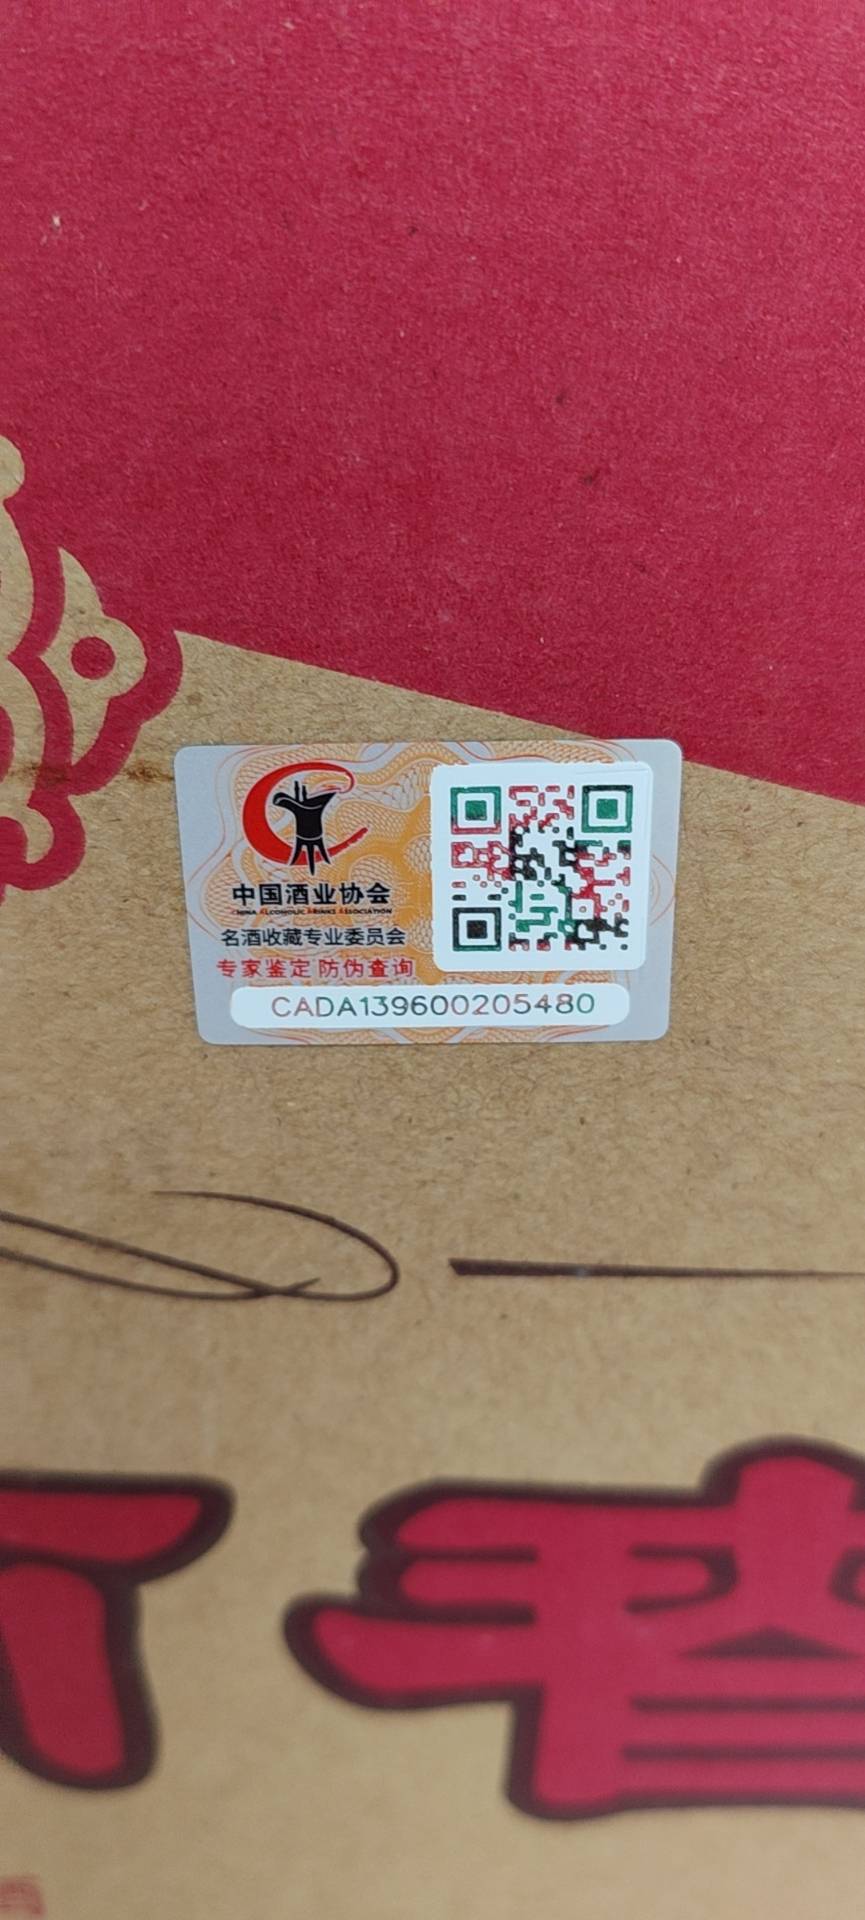 中国酒业协会
CHINA ALCOHOLIC DRINKS ASSOCIATION
名酒收藏专业委员会
专家鉴定 防伪查询
CADA139600205480